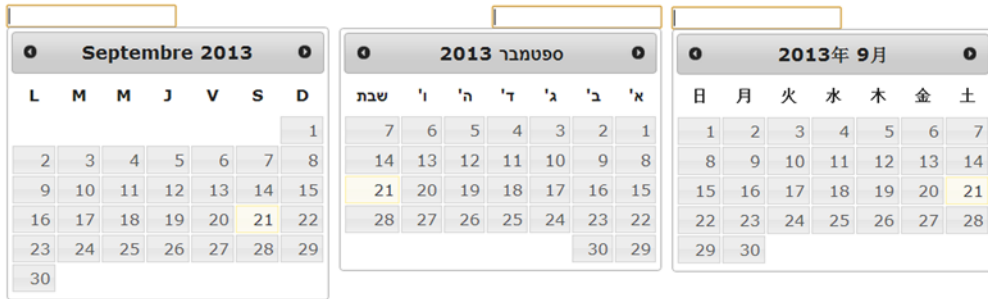 Septembre 2013
L M M J V S D
1
2 3 4 5 6 7 8
9 10 11 12 13 14 15
16 17 18 19 20 21 22
23 24 25 26 27 28 29
30
ספטמבר 2013
א' ב' ג' ד' ה' ו' שבת
1 2 3 4 5 6 7
8 9 10 11 12 13 14
15 16 17 18 19 20 21
22 23 24 25 26 27 28
29 30
2013年 9月
日 月 火 水 木 金 土
1 2 3 4 5 6 7
8 9 10 11 12 13 14
15 16 17 18 19 20 21
22 23 24 25 26 27 28
29 30